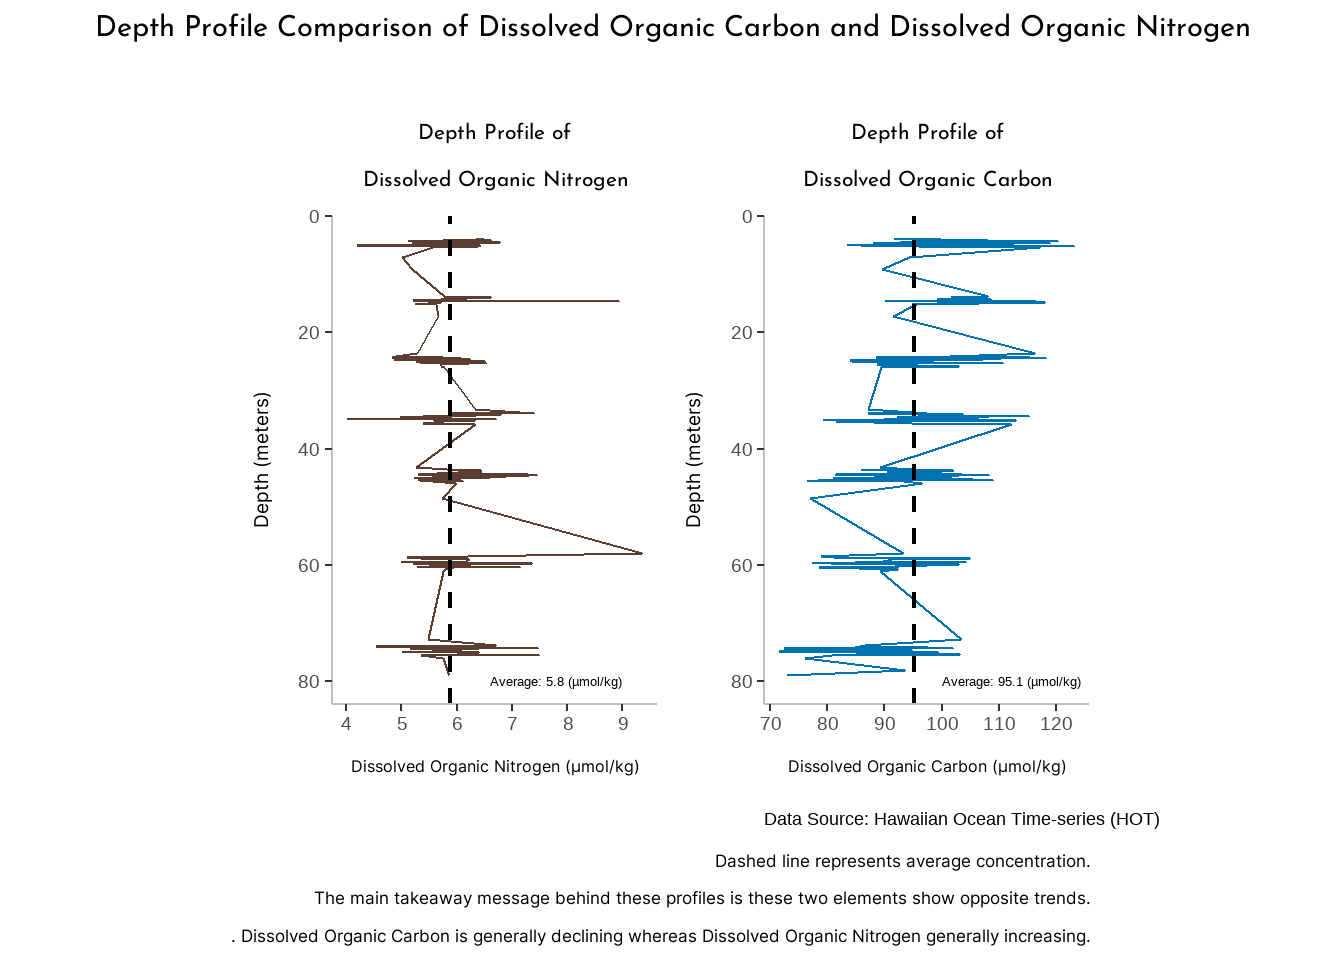 Depth Profile Comparison of Dissolved Organic Carbon and Dissolved Organic Nitrogen
Depth Profile of
Dissolved Organic Nitrogen
0
20
40
60
80
Depth (meters)
Average: 5.8 (µmol/kg)
4 5 6 7 8 9
Dissolved Organic Nitrogen (µmol/kg)
Depth Profile of
Dissolved Organic Carbon
0
20
40
60
80
Depth (meters)
Average: 95.1 (µmol/kg)
70 80 90 100 110 120
Dissolved Organic Carbon (µmol/kg)
Data Source: Hawaiian Ocean Time-series (HOT)
Dashed line represents average concentration.
The main takeaway message behind these profiles is these two elements show opposite trends.
. Dissolved Organic Carbon is generally declining whereas Dissolved Organic Nitrogen generally increasing.